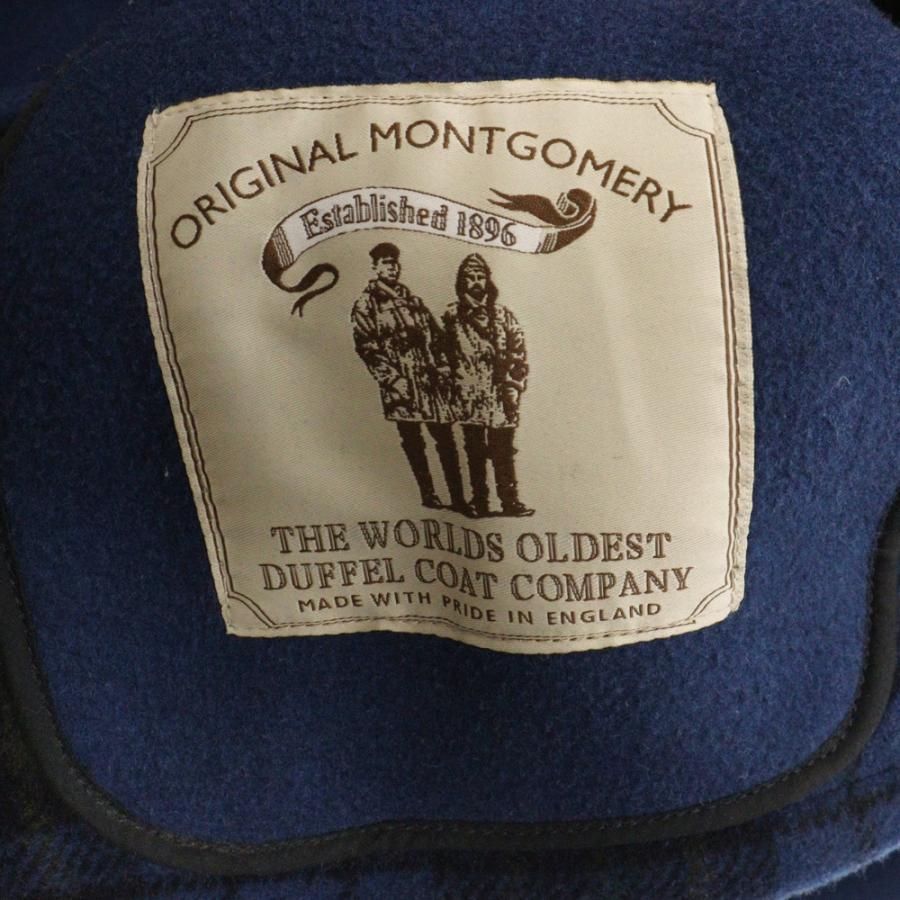 ORIGINAL MONTGOMERY
Established 1896
THE WORLDS OLDEST
DUFFEL COAT COMPANY
MADE WITH PRIDE IN ENGLAND